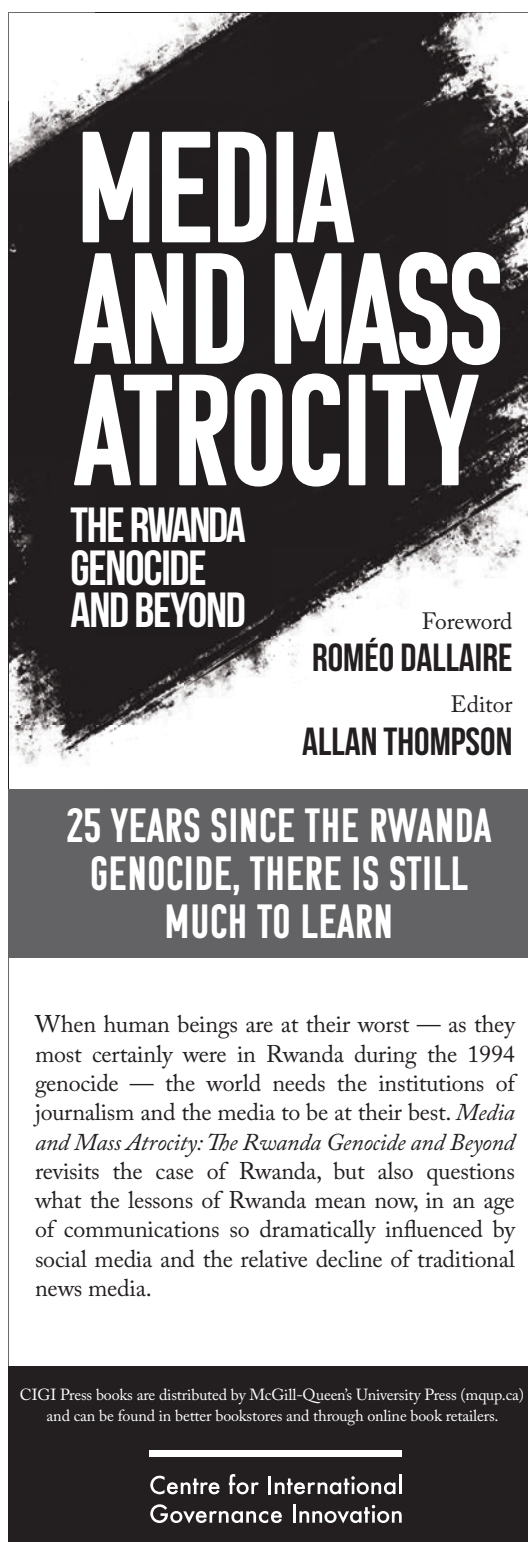 MEDIA
AND MASS
ATROCITY
THE RWANDA
GENOCIDE
AND BEYOND
Foreword
ROMÉO DALLAIRE
Editor
ALLAN THOMPSON
25 YEARS SINCE THE RWANDA
GENOCIDE, THERE IS STILL
MUCH TO LEARN
When human beings are at their worst — as they
most certainly were in Rwanda during the 1994
genocide — the world needs the institutions of
journalism and the media to be at their best. Media
and Mass Atrocity: The Rwanda Genocide and Beyond
revisits the case of Rwanda, but also questions
what the lessons of Rwanda mean now, in an age
of communications so dramatically influenced by
social media and the relative decline of traditional
news media.
CIGI Press books are distributed by McGill-Queen’s University Press (mqup.ca)
and can be found in better bookstores and through online book retailers.
Centre for International
Governance Innovation